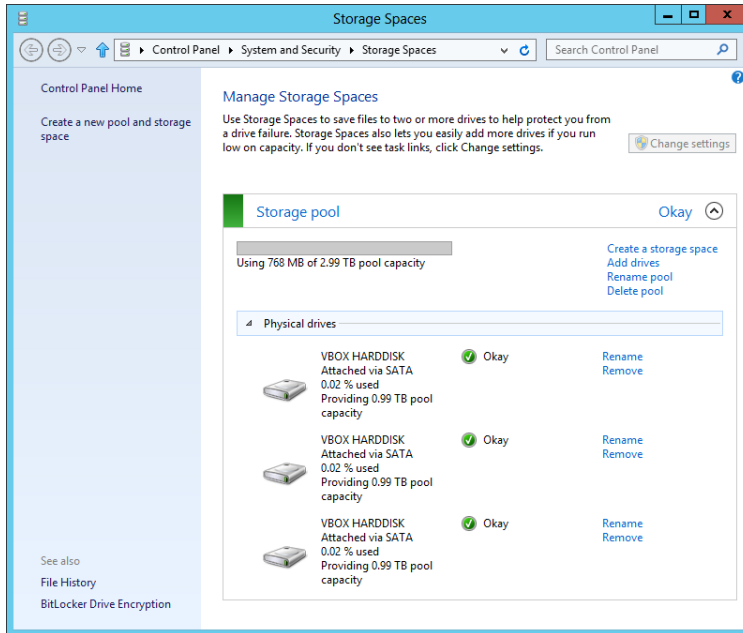 Storage Spaces
Control Panel
System and Security
Storage Spaces
Search Control Panel
Control Panel Home
Create a new pool and storage
space
See also
File History
BitLocker Drive Encryption
Manage Storage Spaces
Use Storage Spaces to save files to two or more drives to help protect you from
a drive failure. Storage Spaces also lets you easily add more drives if you run
low on capacity. If you don't see task links, click Change settings.
Change settings
Storage pool
Okay
Using 768 MB of 2.99 TB pool capacity
Create a storage space
Add drives
Rename pool
Delete pool
Physical drives
VBOX HARDDISK
Attached via SATA
0.02 % used
Providing 0.99 TB pool
capacity
Okay
Rename
Remove
VBOX HARDDISK
Attached via SATA
0.02 % used
Providing 0.99 TB pool
capacity
Okay
Rename
Remove
VBOX HARDDISK
Attached via SATA
0.02 % used
Providing 0.99 TB pool
capacity
Okay
Rename
Remove